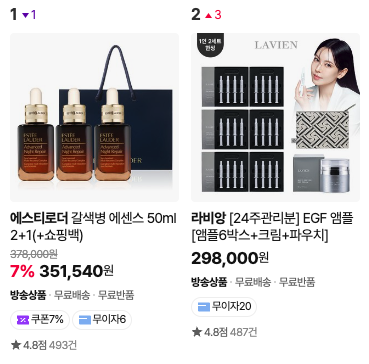 1 ▼1
2 ▲3
1인 2세트
한정
LAVIEN
ESTEE
LAUDER
Advanced
Night Repair
ESTEE
LAUDER
Advanced
Night Repair
ESTEE
LAUDER
Advanced
Night Repair
에스티로더 갈색병 에센스 50ml
2+1(+쇼핑백)
378,000원
7% 351,540원
방송상품 · 무료배송 · 무료반품
쿠폰7% 무이자6
★ 4.8점 493건
라비앙 [24주관리분] EGF 앰플
[앰플6박스+크림+파우치]
298,000원
방송상품 · 무료배송 · 무료반품
무이자20
★ 4.8점 487건